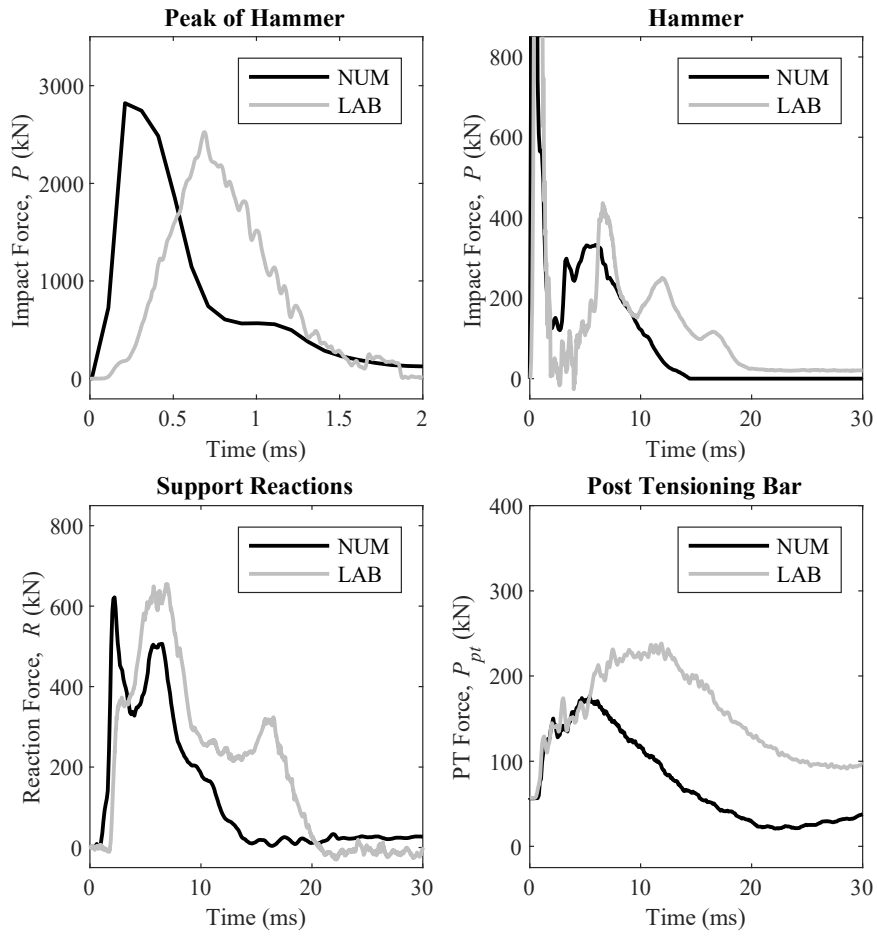 Peak of Hammer
Impact Force, P (kN)
3000
2000
1000
0
NUM
LAB
0 0.5 1 1.5 2
Time (ms)
Hammer
Impact Force, P (kN)
800
600
400
200
0
NUM
LAB
0 10 20 30
Time (ms)
Support Reactions
Reaction Force, R (kN)
800
600
400
200
0
NUM
LAB
0 10 20 30
Time (ms)
Post Tensioning Bar
PT Force, P_pt (kN)
400
300
200
100
0
NUM
LAB
0 10 20 30
Time (ms)